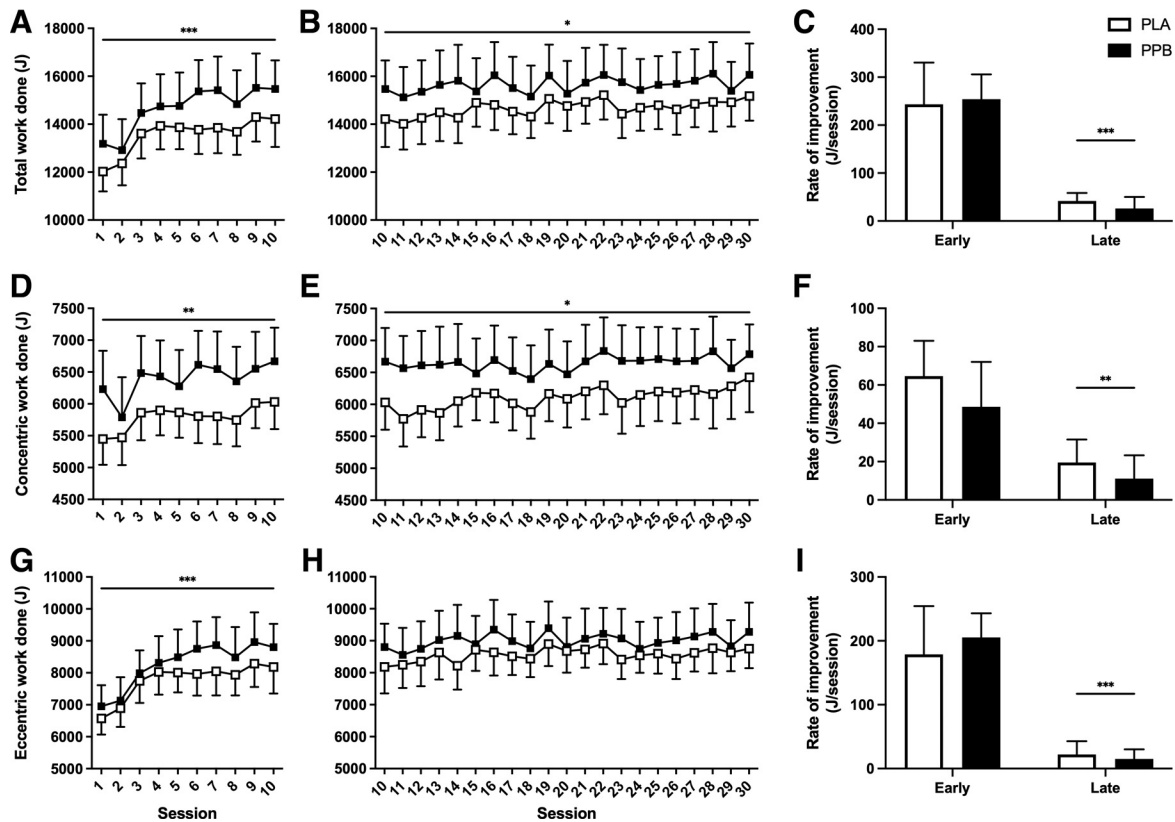 A
Total work done (J)
18000
16000
14000
12000
10000
***
1 2 3 4 5 6 7 8 9 10
B
18000
16000
14000
12000
10000
*
10 11 12 13 14 15 16 17 18 19 20 21 22 23 24 25 26 27 28 29 30
C
Rate of improvement
(J/session)
400
300
200
100
0
***
Early Late
PLA
PPB
D
Concentric work done (J)
7500
7000
6500
6000
5500
5000
4500
**
1 2 3 4 5 6 7 8 9 10
E
7500
7000
6500
6000
5500
5000
4500
*
10 11 12 13 14 15 16 17 18 19 20 21 22 23 24 25 26 27 28 29 30
F
Rate of improvement
(J/session)
100
80
60
40
20
0
**
Early Late
G
Eccentric work done (J)
11000
10000
9000
8000
7000
6000
5000
***
1 2 3 4 5 6 7 8 9 10
Session
H
11000
10000
9000
8000
7000
6000
5000
10 11 12 13 14 15 16 17 18 19 20 21 22 23 24 25 26 27 28 29 30
Session
I
Rate of improvement
(J/session)
300
200
100
0
***
Early Late